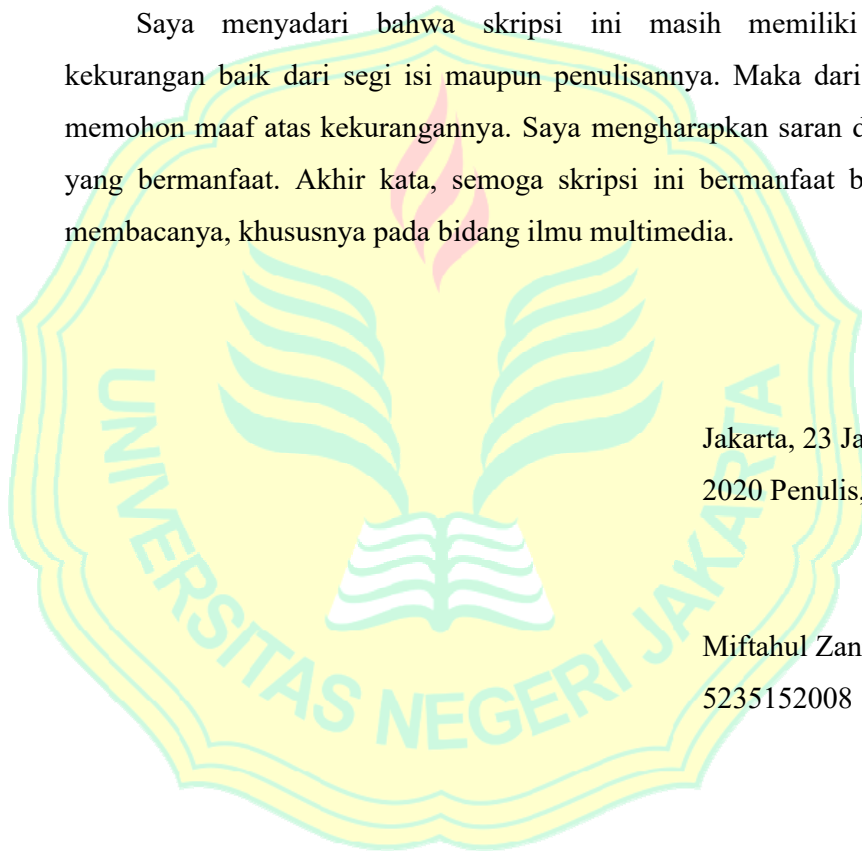 Saya menyadari bahwa skripsi ini masih memiliki
kekurangan baik dari segi isi maupun penulisannya. Maka dari
memohon maaf atas kekurangannya. Saya mengharapkan saran
yang bermanfaat. Akhir kata, semoga skripsi ini bermanfaat
membacanya, khususnya pada bidang ilmu multimedia.
Jakarta, 23
2020 Penulis,
Miftahul
5235152008
UNIVERSITAS NEGERI JAKARTA